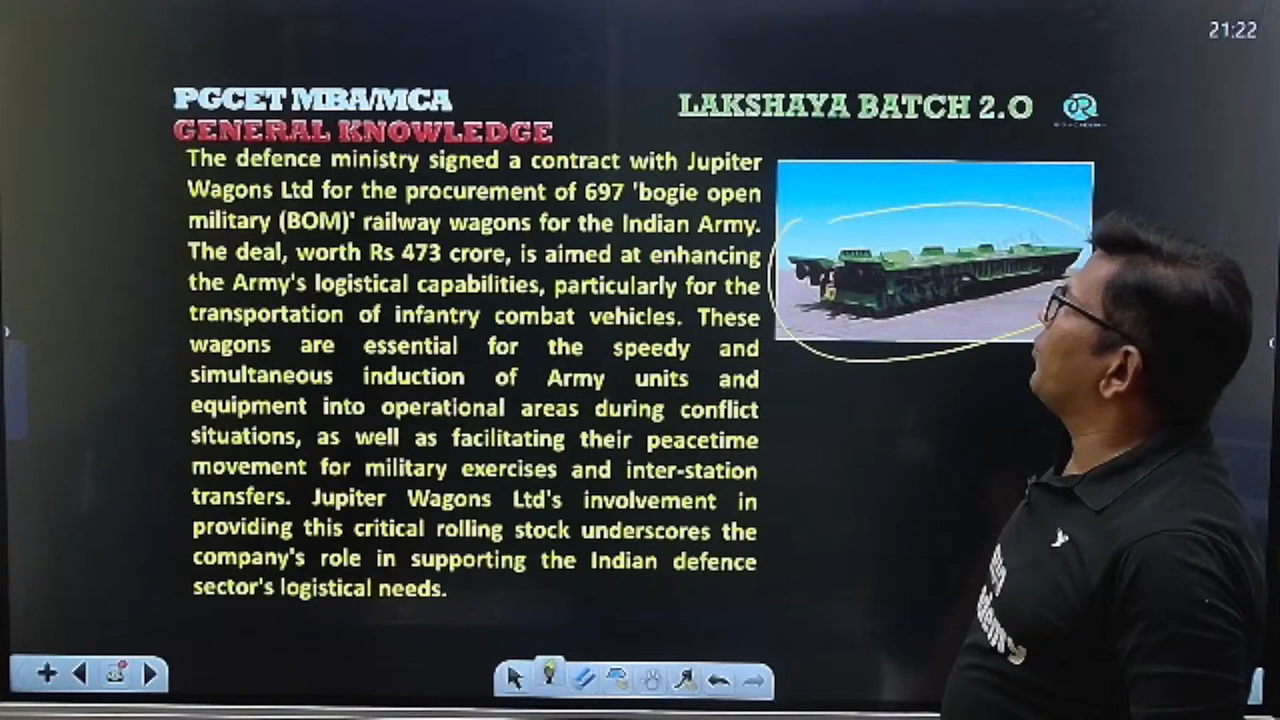 21:22
PGCET MBA/MCA
LAKSHAYA BATCH 2.O
GENERAL KNOWLEDGE
The defence ministry signed a contract with Jupiter
Wagons Ltd for the procurement of 697 'bogie open
military (BOM)' railway wagons for the Indian Army.
The deal, worth Rs 473 crore, is aimed at enhancing
the Army's logistical capabilities, particularly for the
transportation of infantry combat vehicles. These
wagons are essential for the speedy and
simultaneous induction of Army units and
equipment into operational areas during conflict
situations, as well as facilitating their peacetime
movement for military exercises and inter-station
transfers. Jupiter Wagons Ltd's involvement in
providing this critical rolling stock underscores the
company's role in supporting the Indian defence
sector's logistical needs.